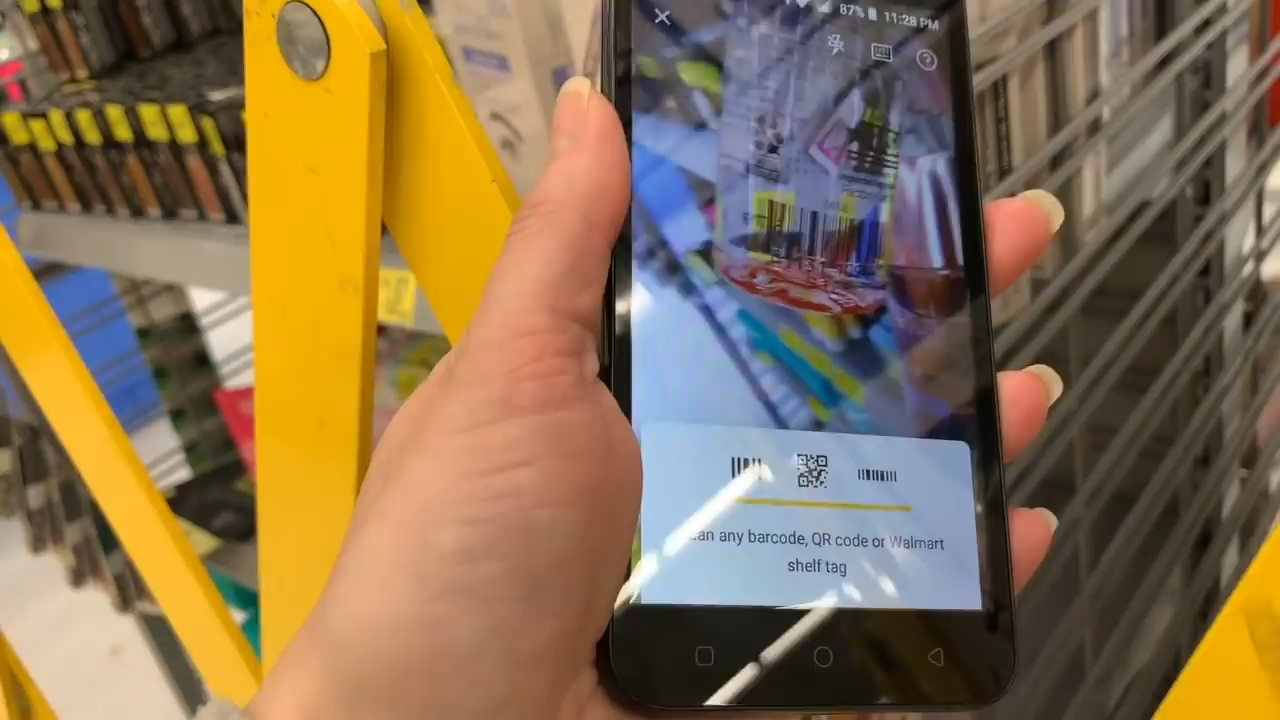 87% 11:28 PM
an any barcode, QR code or Walmart
shelf tag